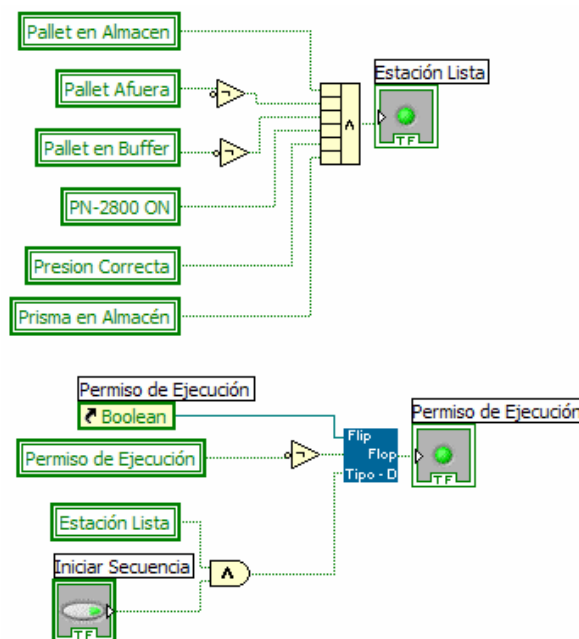 Pallet en Almacen
Estación Lista
Pallet Afuera
TF
Pallet en Buffer
PN-2800 ON
Presion Correcta
Prisma en Almacén
Permiso de Ejecución
Boolean
Permiso de Ejecución
Flip
Flop
Tipo - D
TF
Permiso de Ejecución
Estación Lista
Iniciar Secuencia
TF